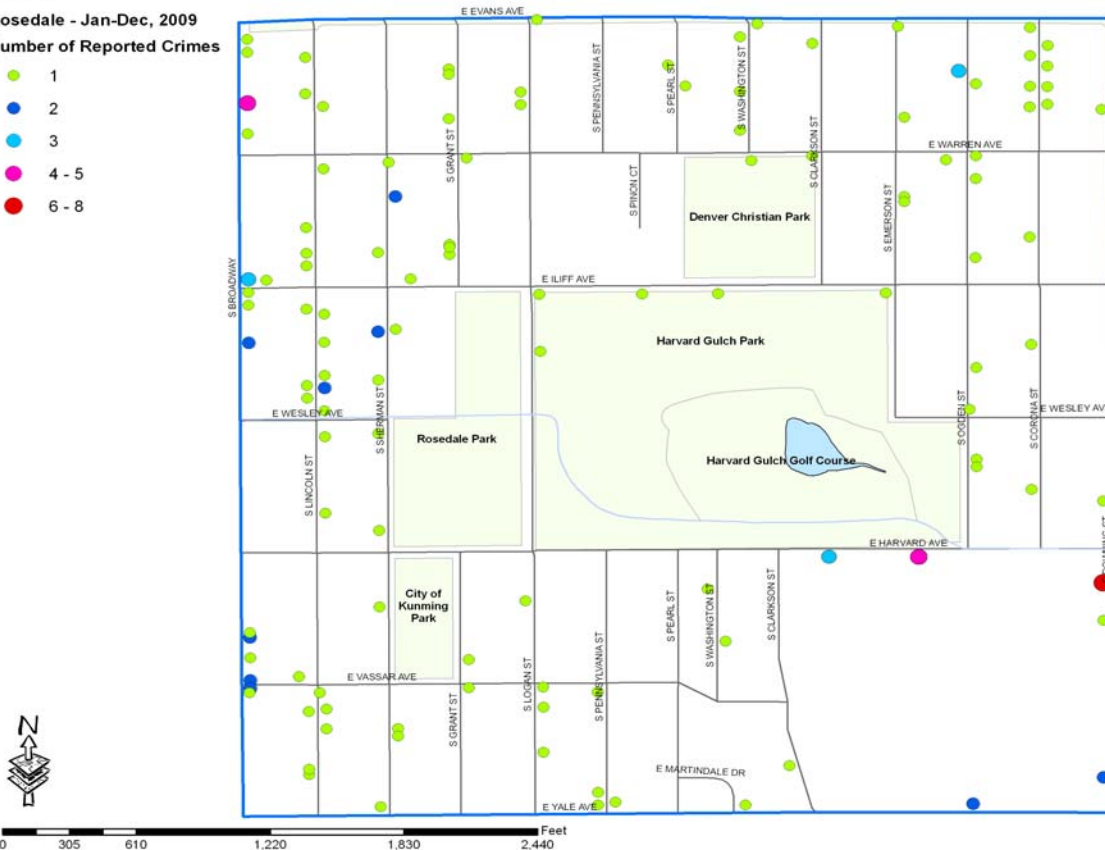 osedale - Jan-Dec, 2009
umber of Reported Crimes
1
2
3
4 - 5
6 - 8
E EVANS AVE
S PENNSYLVANIA ST
S PEARL ST
S WASHINGTON ST
S GRANT ST
S CLARKSON ST
E WARREN AVE
S PINON CT
Denver Christian Park
S EMERSON ST
S BROADWAY
E ILIFF AVE
Harvard Gulch Park
S SHERMAN ST
S OGDEN ST
S CORONA ST
E WESLEY AVE
E WESLEY AV
Rosedale Park
Harvard Gulch Golf Course
S LINCOLN ST
E HARVARD AVE
City of
Kunming
Park
S PEARL ST
S WASHINGTON ST
S CLARKSON ST
S LOGAN ST
S PENNSYLVANIA ST
E VASSAR AVE
S GRANT ST
E MARTINDALE DR
E YALE AVE
N
Feet
0 305 610 1,220 1,830 2,440